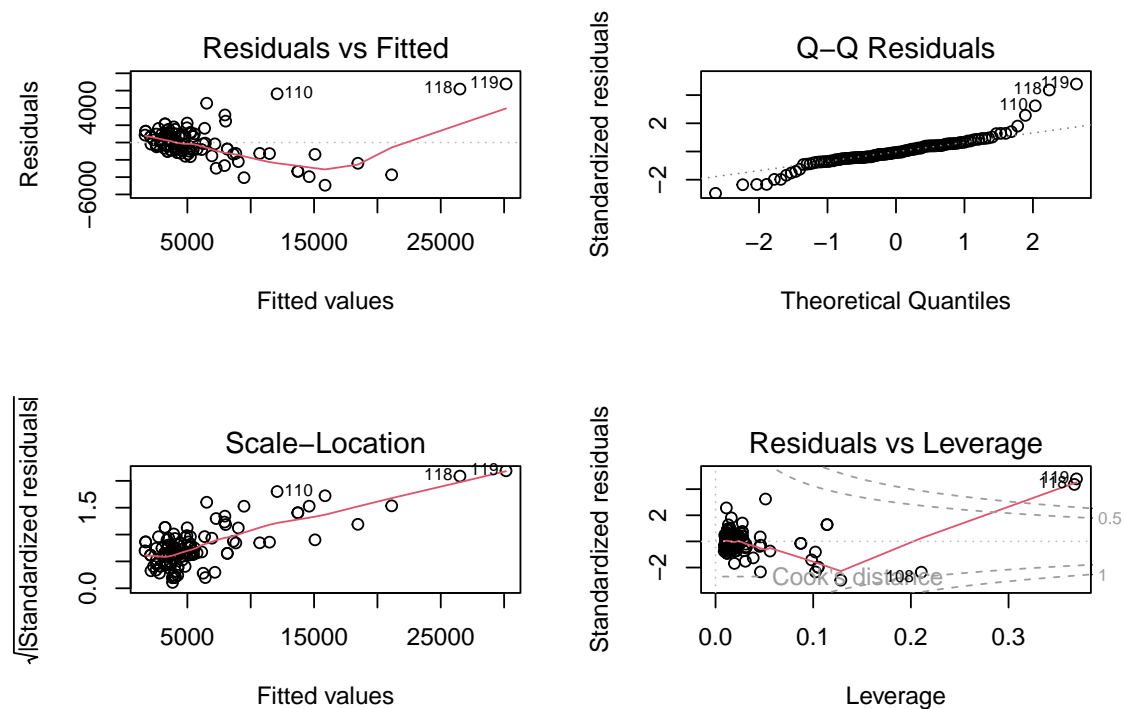 Residuals vs Fitted
Residuals
4000
−6000
110
118
119
5000
15000
25000
Fitted values
Q−Q Residuals
Standardized residuals
2
−2
110
118
119
−2
−1
0
1
2
Theoretical Quantiles
Scale−Location
√|Standardized residuals|
1.5
0.0
110
118
119
5000
15000
25000
Fitted values
Residuals vs Leverage
Standardized residuals
2
−2
119
118
108
Cook's distance
0.5
1
0.0
0.1
0.2
0.3
Leverage